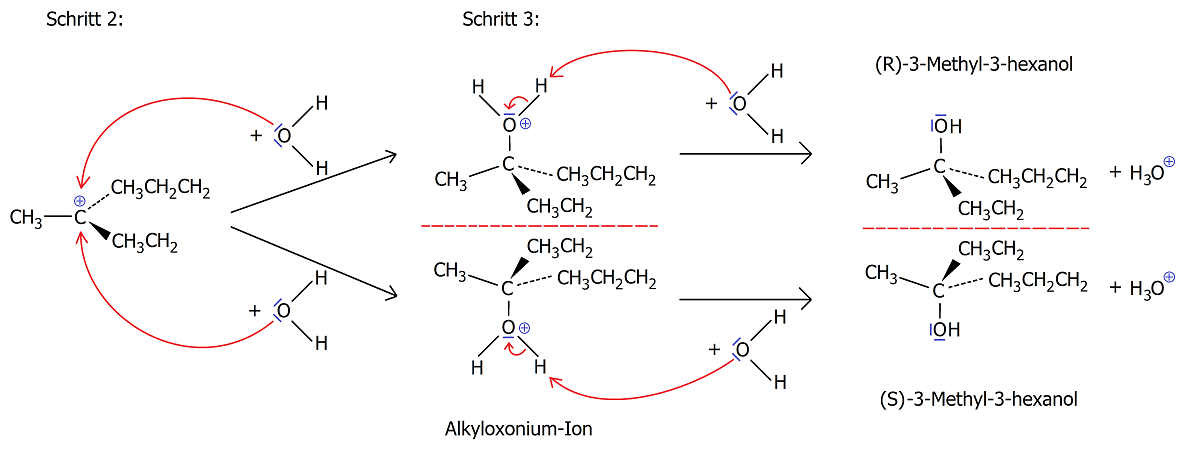 Schritt 2:
Schritt 3:
(R)-3-Methyl-3-hexanol
H
+ O
H
CH3 C ⊕
CH3CH2CH2
CH3CH2
+ O
H
H
H H
O ⊕
CH3 C
CH3CH2CH2
CH3CH2
+ O
H
H
OH
CH3 C
CH3CH2CH2
CH3CH2
+ H3O⊕
CH3CH2
CH3 C
CH3CH2CH2
O ⊕
H H
+ O
H
H
CH3CH2
CH3 C
CH3CH2CH2
OH
+ H3O⊕
(S)-3-Methyl-3-hexanol
Alkyloxonium-Ion